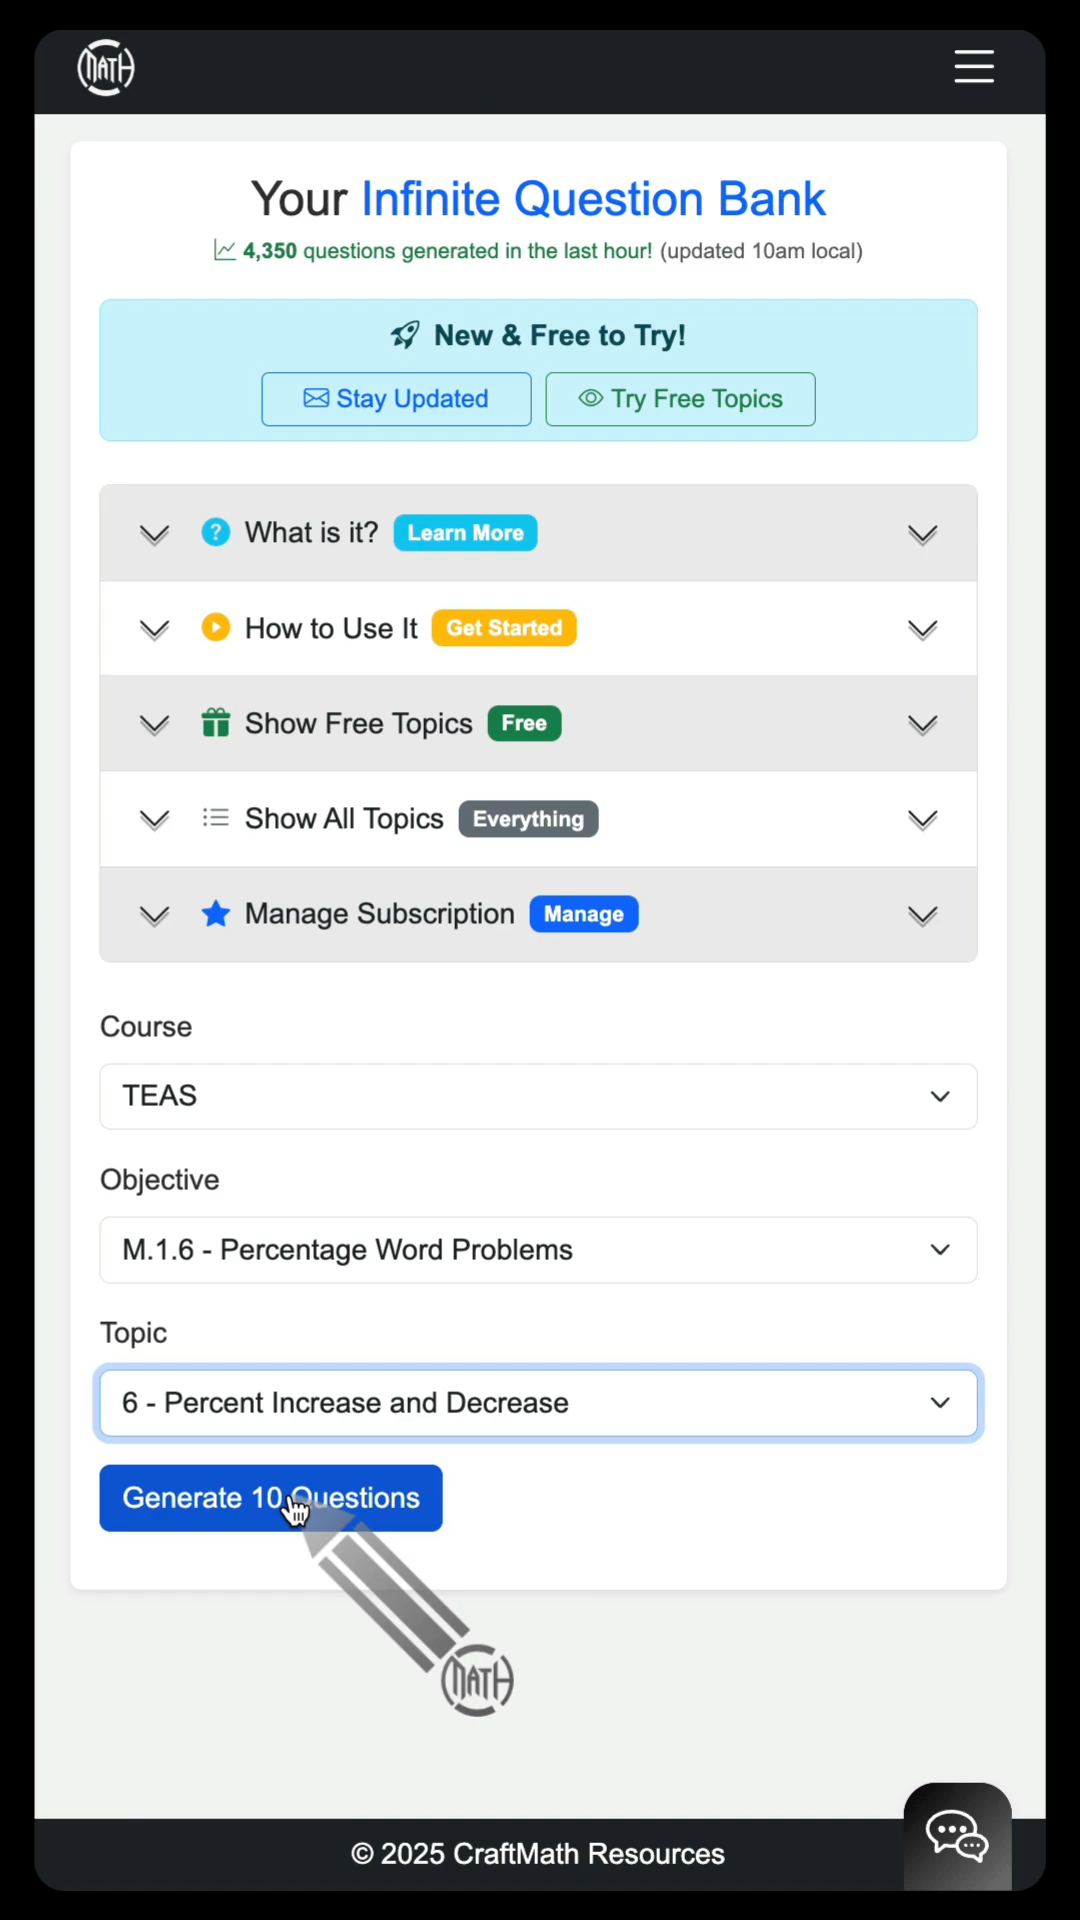 MATH
Your Infinite Question Bank
4,350 questions generated in the last hour! (updated 10am local)
New & Free to Try!
Stay Updated
Try Free Topics
? What is it? Learn More
How to Use It Get Started
Show Free Topics Free
Show All Topics Everything
Manage Subscription Manage
Course
TEAS
Objective
M.1.6 - Percentage Word Problems
Topic
6 - Percent Increase and Decrease
Generate 10 Questions
MATH
© 2025 CraftMath Resources